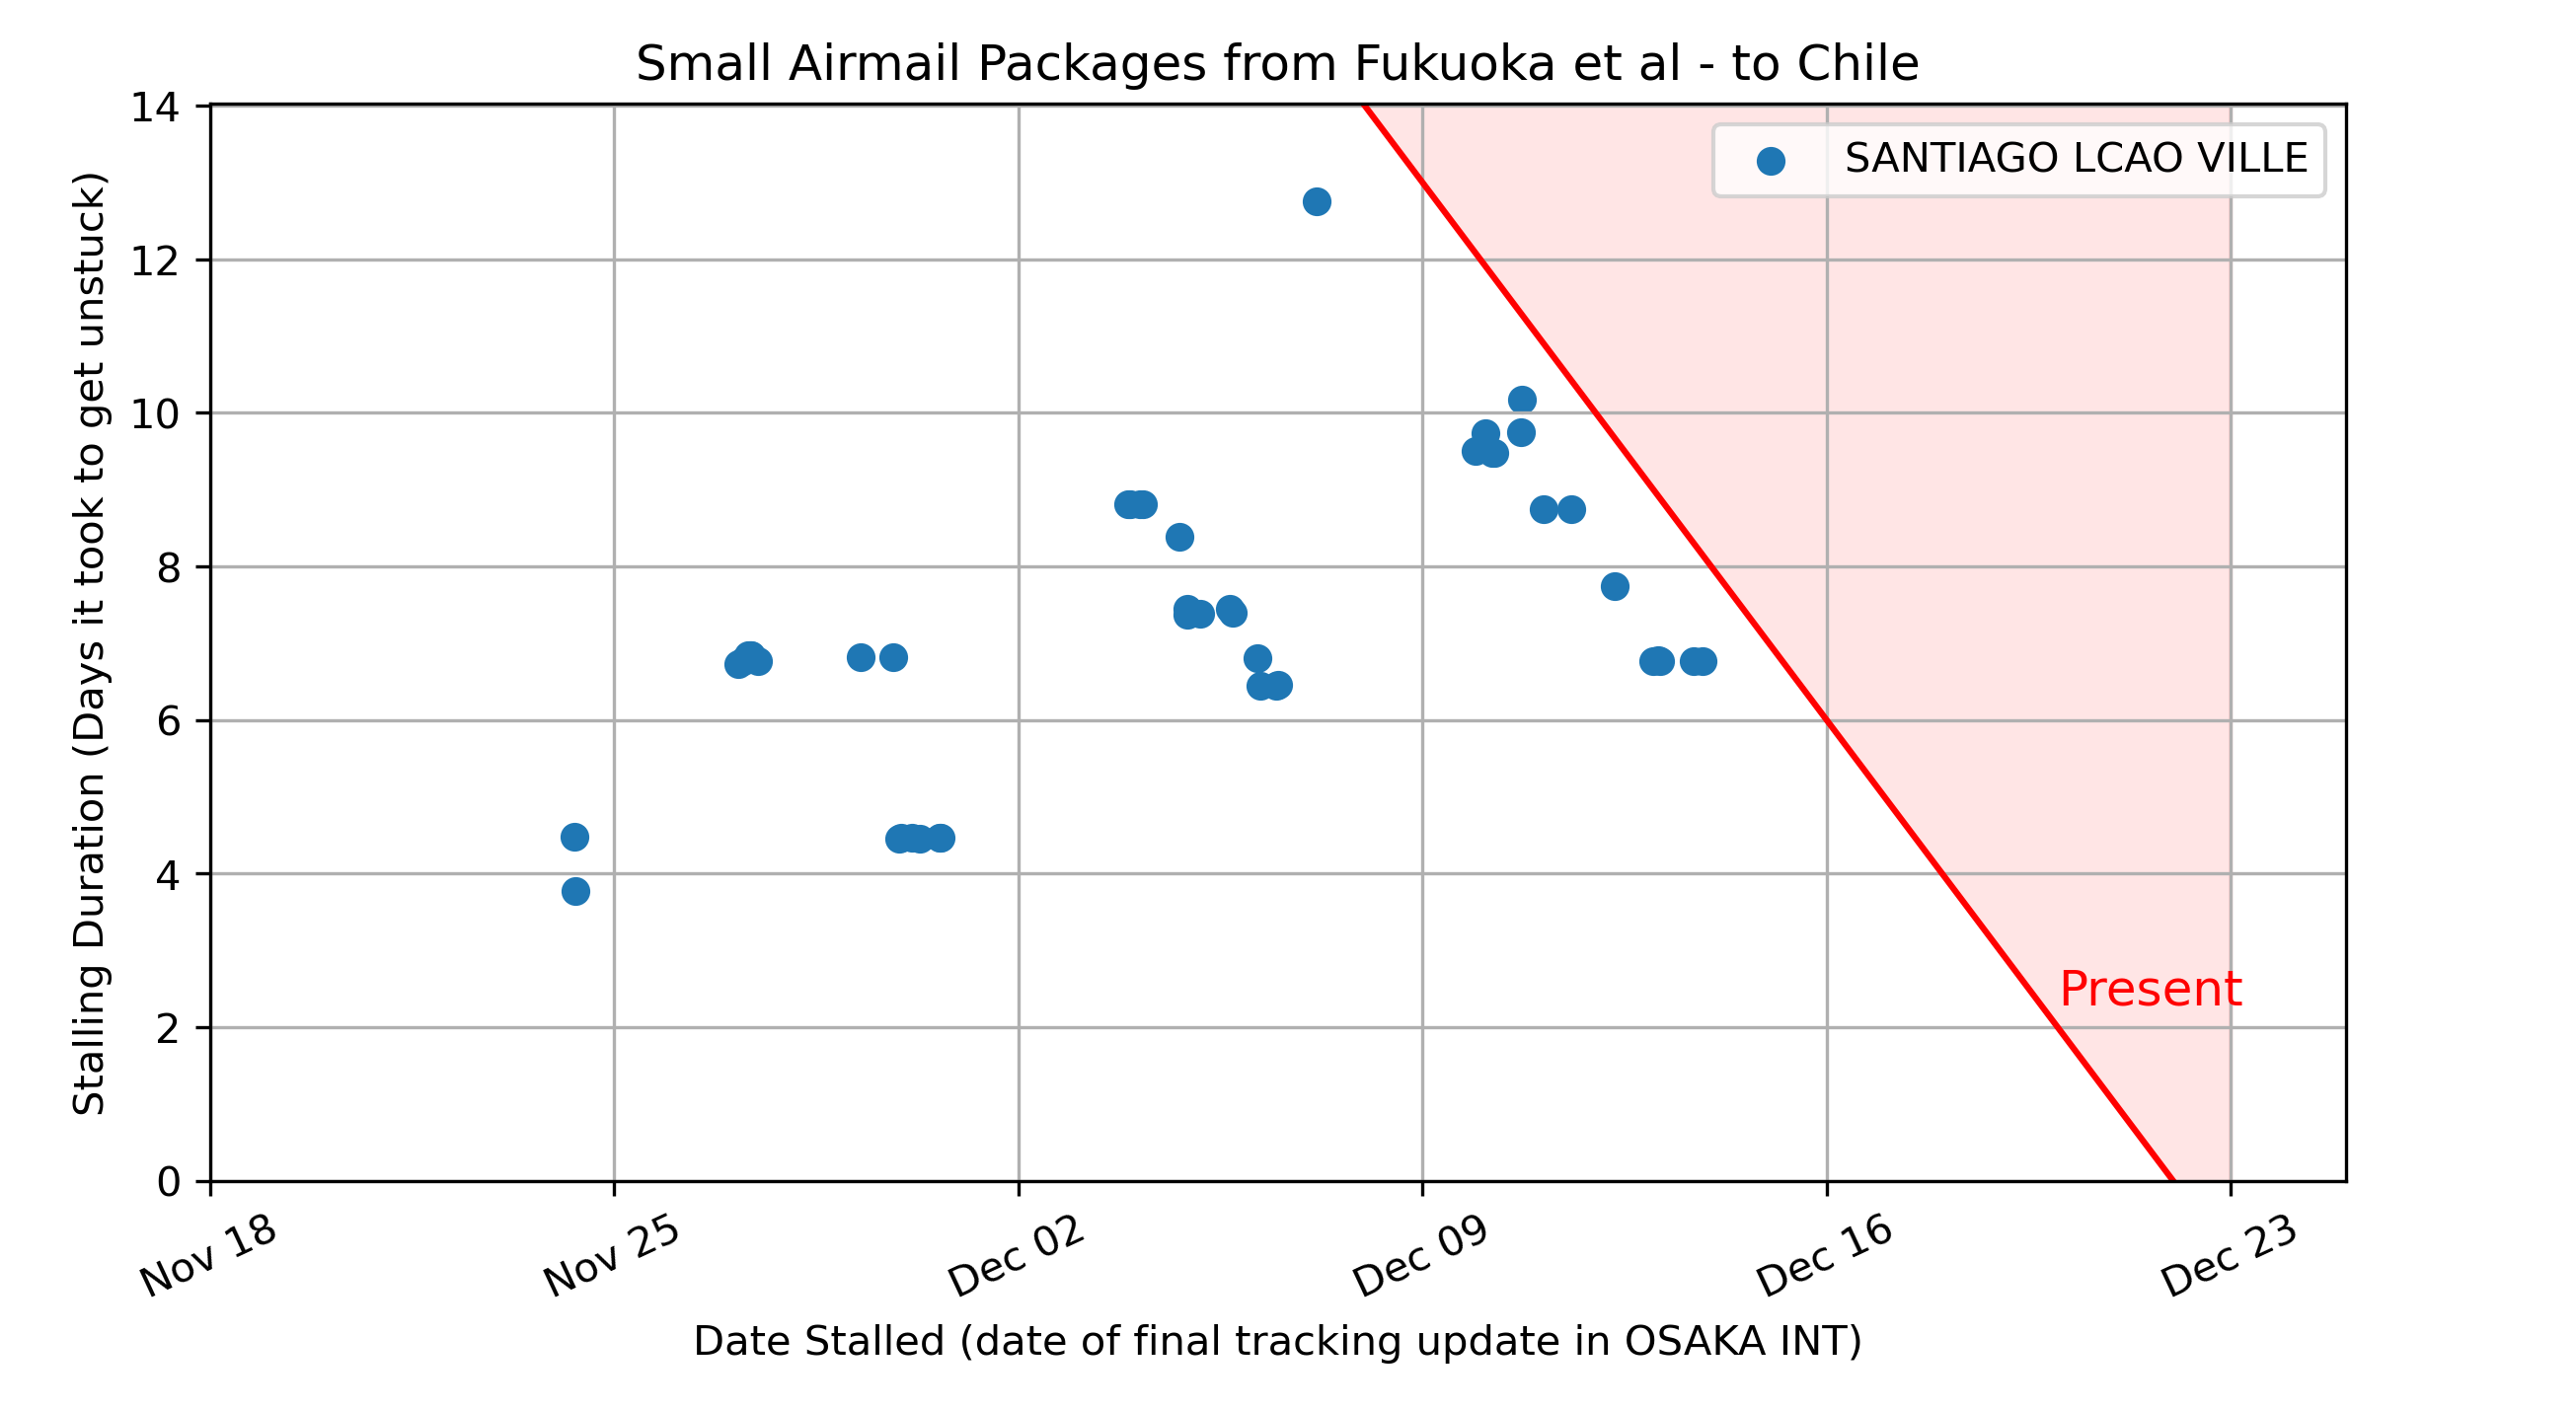 Small Airmail Packages from Fukuoka et al - to Chile
Stalling Duration (Days it took to get unstuck)
14
12
10
8
6
4
2
0
SANTIAGO LCAO VILLE
Present
Nov 18
Nov 25
Dec 02
Dec 09
Dec 16
Dec 23
Date Stalled (date of final tracking update in OSAKA INT)